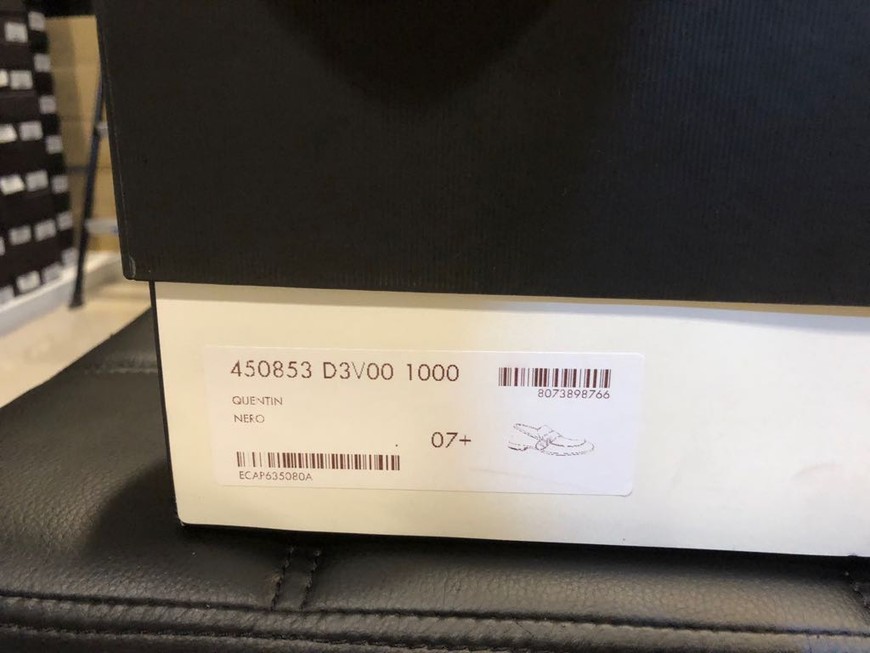 450853 D3V00 1000
8073898766
QUENTIN
NERO
07+
ECAP635080A